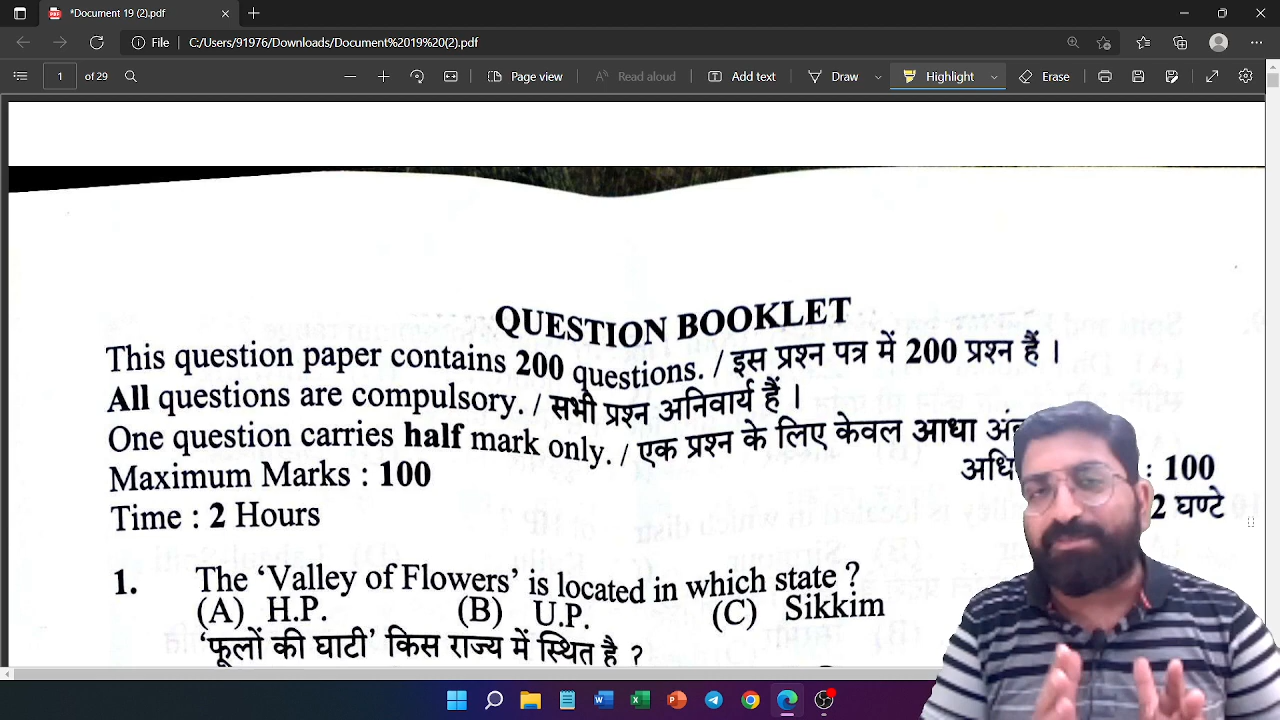 *Document 19 (2).pdf
File C:/Users/91976/Downloads/Document%2019%20(2).pdf
1 of 29 Page view Read aloud Add text Draw Highlight Erase
QUESTION BOOKLET
This question paper contains 200 questions. / इस प्रश्न पत्र में 200 प्रश्न हैं ।
All questions are compulsory. / सभी प्रश्न अनिवार्य हैं ।
One question carries half mark only. / एक प्रश्न के लिए केवल आधा
Maximum Marks : 100 : 100
Time : 2 Hours 2 घण्टे
1. The ‘Valley of Flowers’ is located in which state ?
(A) H.P. (B) U.P. (C) Sikkim
‘फूलों की घाटी’ किस राज्य में स्थित है ?